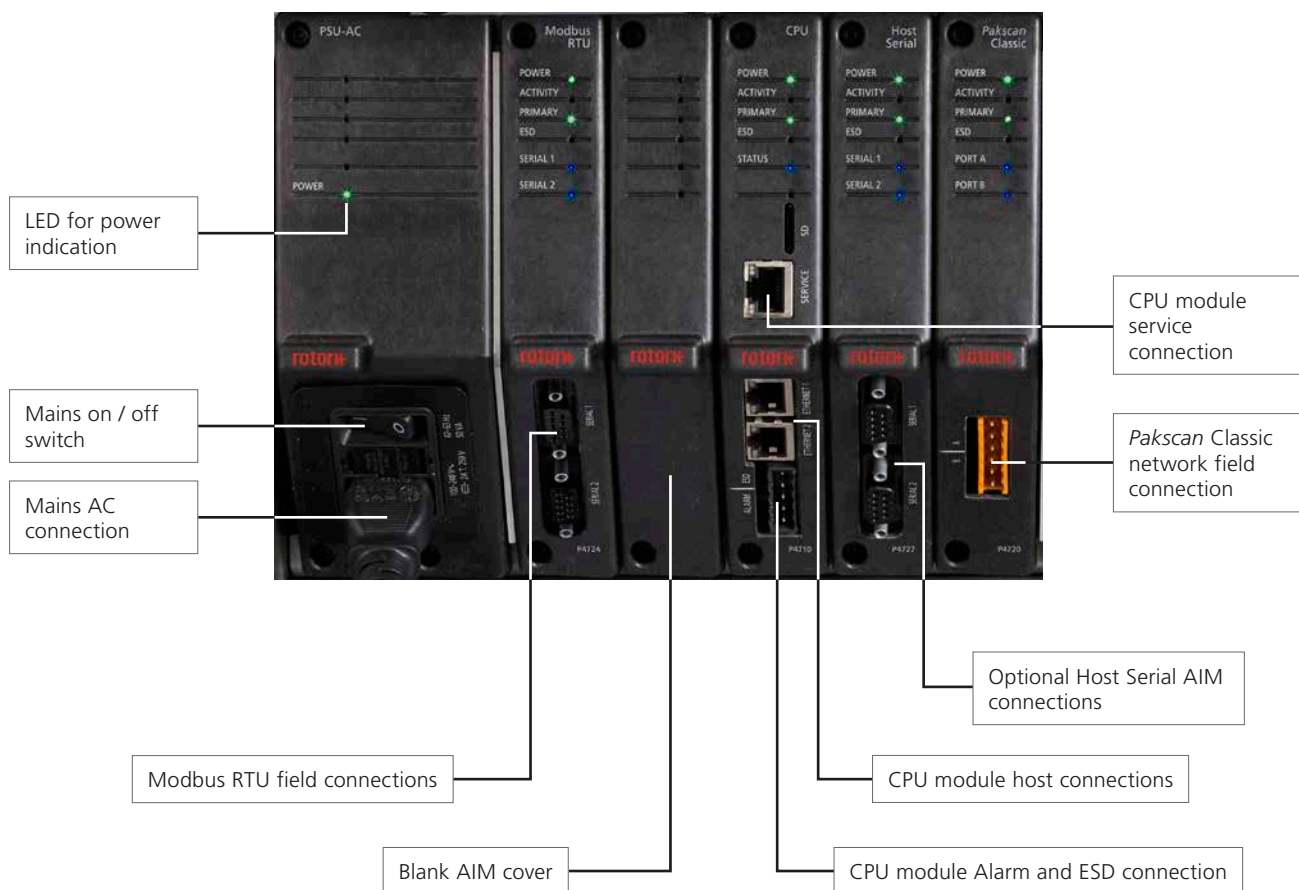 PSU-AC
POWER
Modbus
RTU
POWER
ACTIVITY
PRIMARY
ESD
SERIAL 1
SERIAL 2
CPU
POWER
ACTIVITY
PRIMARY
ESD
STATUS
SD
SERVICE
Host
Serial
POWER
ACTIVITY
PRIMARY
ESD
SERIAL 1
SERIAL 2
Pakscan
Classic
POWER
ACTIVITY
PRIMARY
ESD
PORT A
PORT B
rotork
rotork
rotork
rotork
rotork
rotork
SERIAL 1
SERIAL 2
P4724
ETHERNET 1
ETHERNET 2
ESD
ALARM
P4710
SERIAL 1
SERIAL 2
P4727
A
B
P4720
LED for power
indication
Mains on / off
switch
Mains AC
connection
CPU module
service
connection
Pakscan Classic
network field
connection
Optional Host Serial AIM
connections
Modbus RTU field connections
CPU module host connections
Blank AIM cover
CPU module Alarm and ESD connection